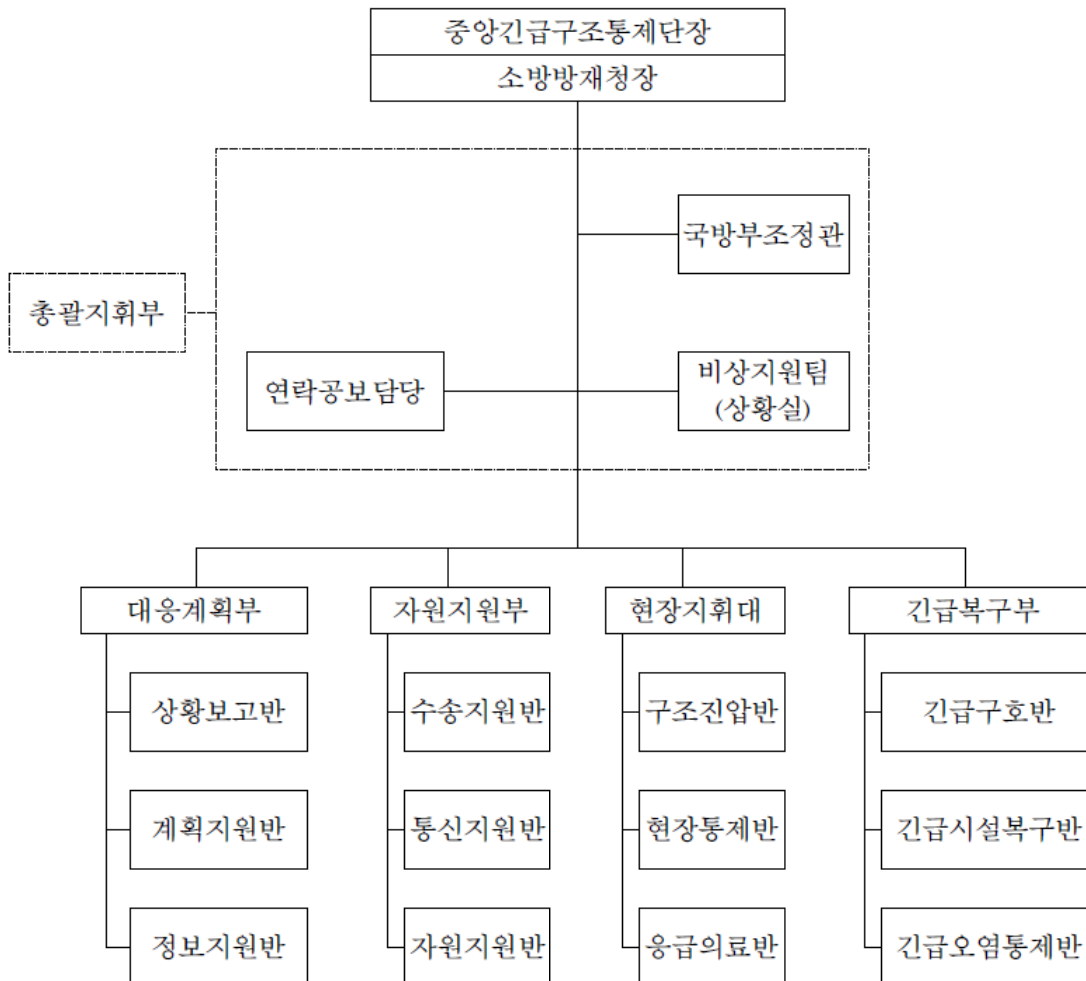 중앙긴급구조통제단장
소방방재청장
국방부조정관
총괄지휘부
연락공보담당
비상지원팀
(상황실)
대응계획부
자원지원부
현장지휘대
긴급복구부
상황보고반
수송지원반
구조진압반
긴급구호반
계획지원반
통신지원반
현장통제반
긴급시설복구반
정보지원반
자원지원반
응급의료반
긴급오염통제반